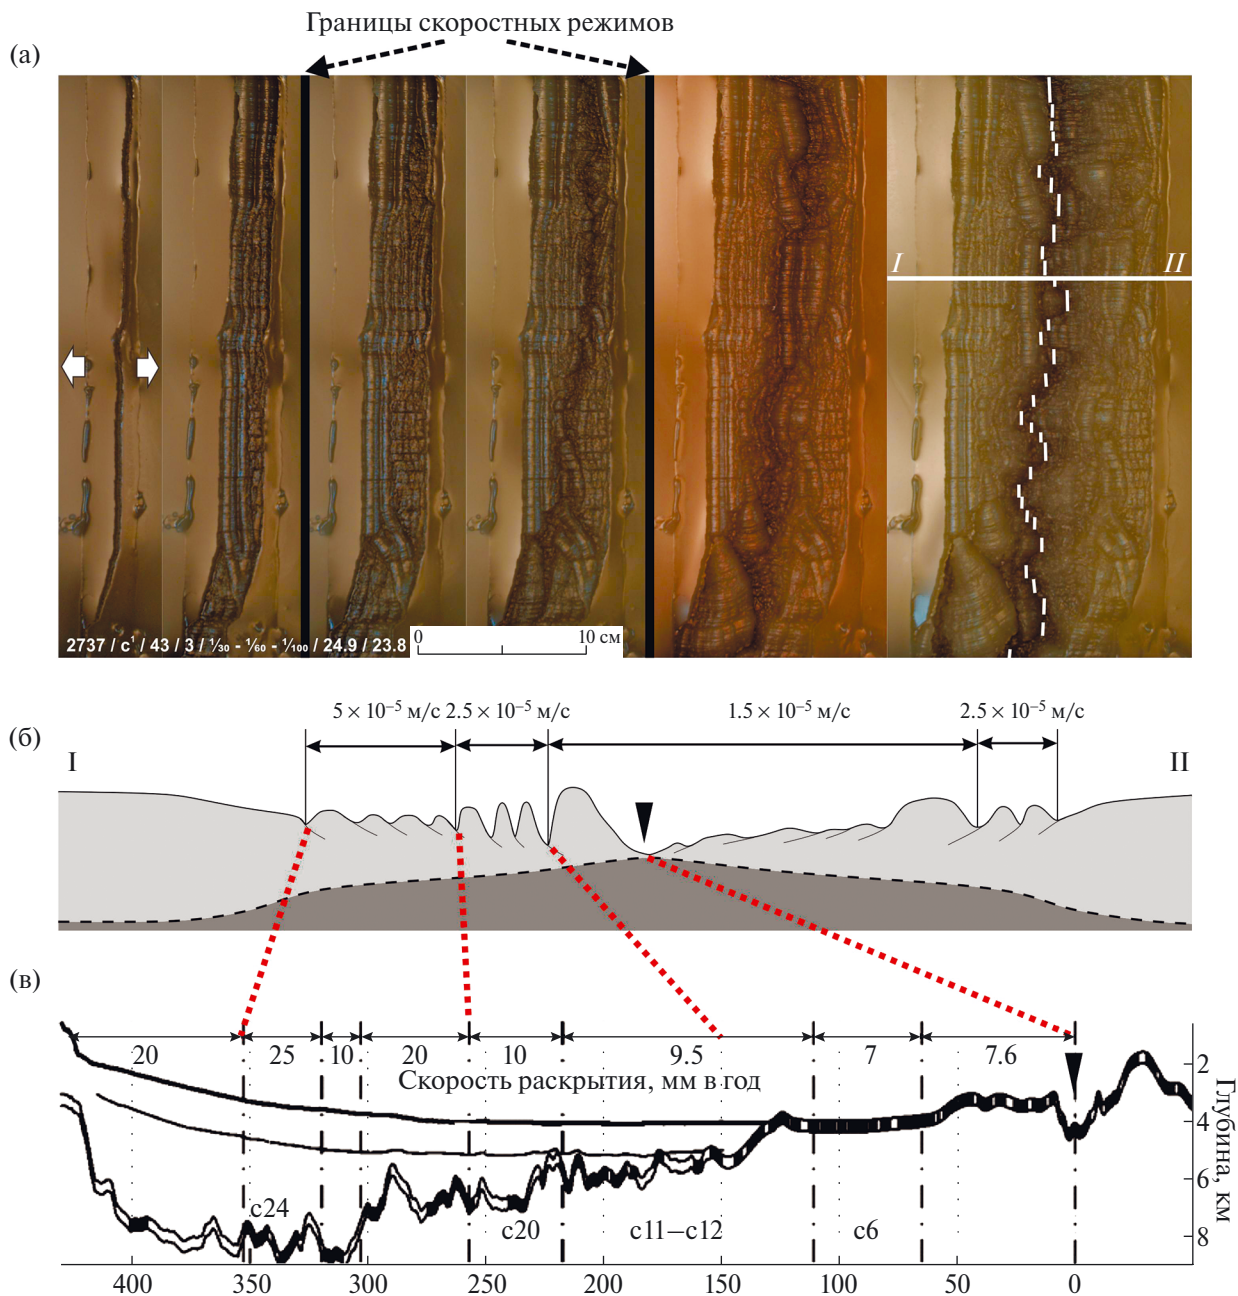 Границы скоростных режимов
(а)
I II
2737 / c¹ / 43 / 3 / ¹⁄₃₀ - ¹⁄₆₀ - ¹⁄₁₀₀ / 24.9 / 23.8
0 10 см
5 × 10⁻⁵ м/с 2.5 × 10⁻⁵ м/с 1.5 × 10⁻⁵ м/с 2.5 × 10⁻⁵ м/с
(б)
I II
(в)
20 25 10 20 10 9.5 7 7.6
Скорость раскрытия, мм в год
2
4
6
8
Глубина, км
c24 c20 c11–c12 c6
400 350 300 250 200 150 100 50 0